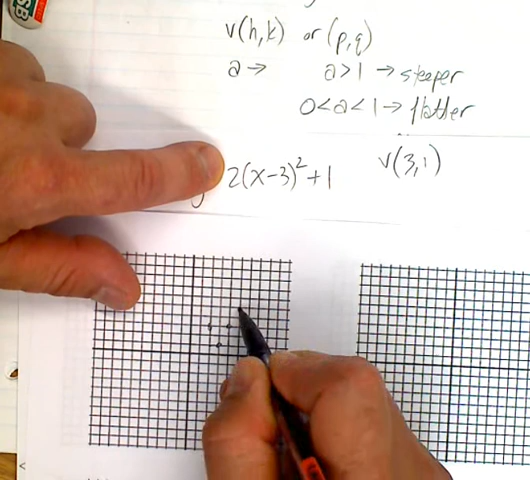 v(h,k) or (p,q)
a → a>1 → steeper
0<a<1 → flatter
2(x-3)²+1 v(3,1)